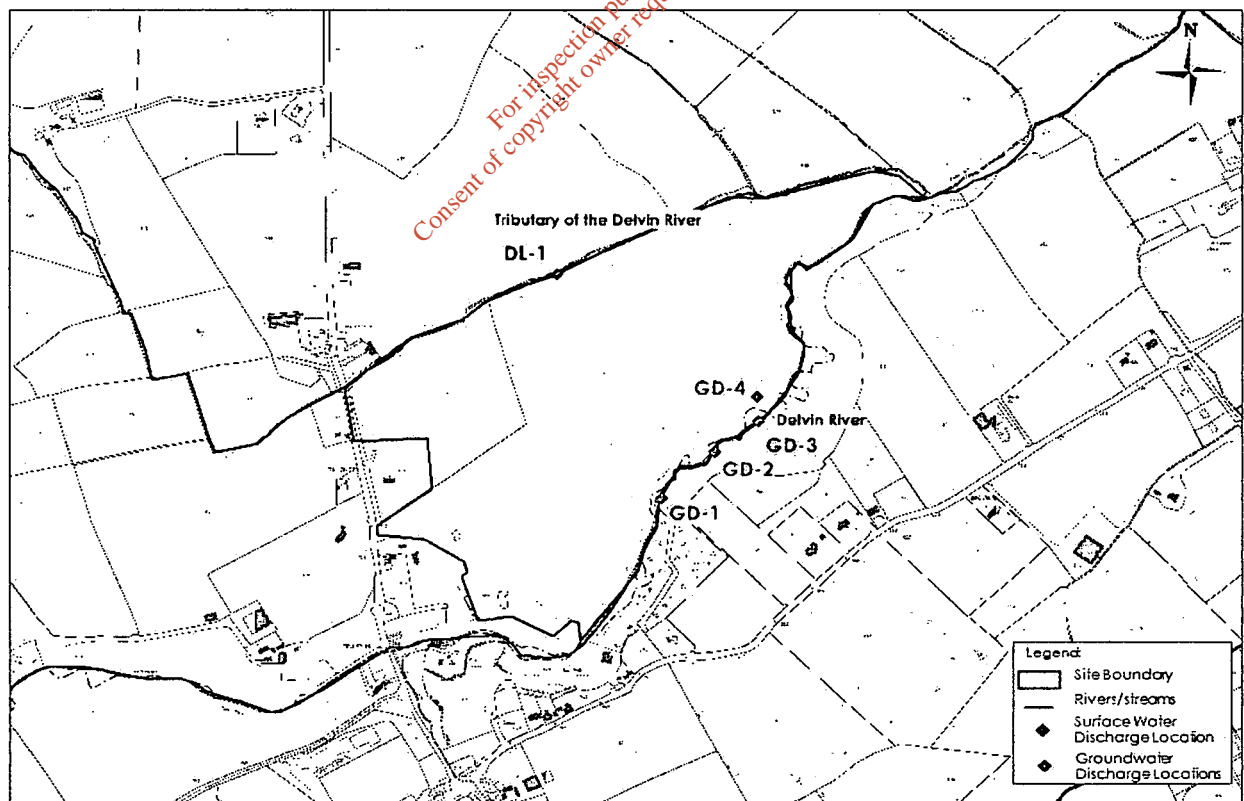 For inspection pu
Consent of copyright owner requ
N
Tributary of the Delvin River
DL-1
GD-4
Delvin River
GD-3
GD-2
GD-1
Legend:
Site Boundary
Rivers/streams
Surface Water
Discharge Location
Groundwater
Discharge Locations